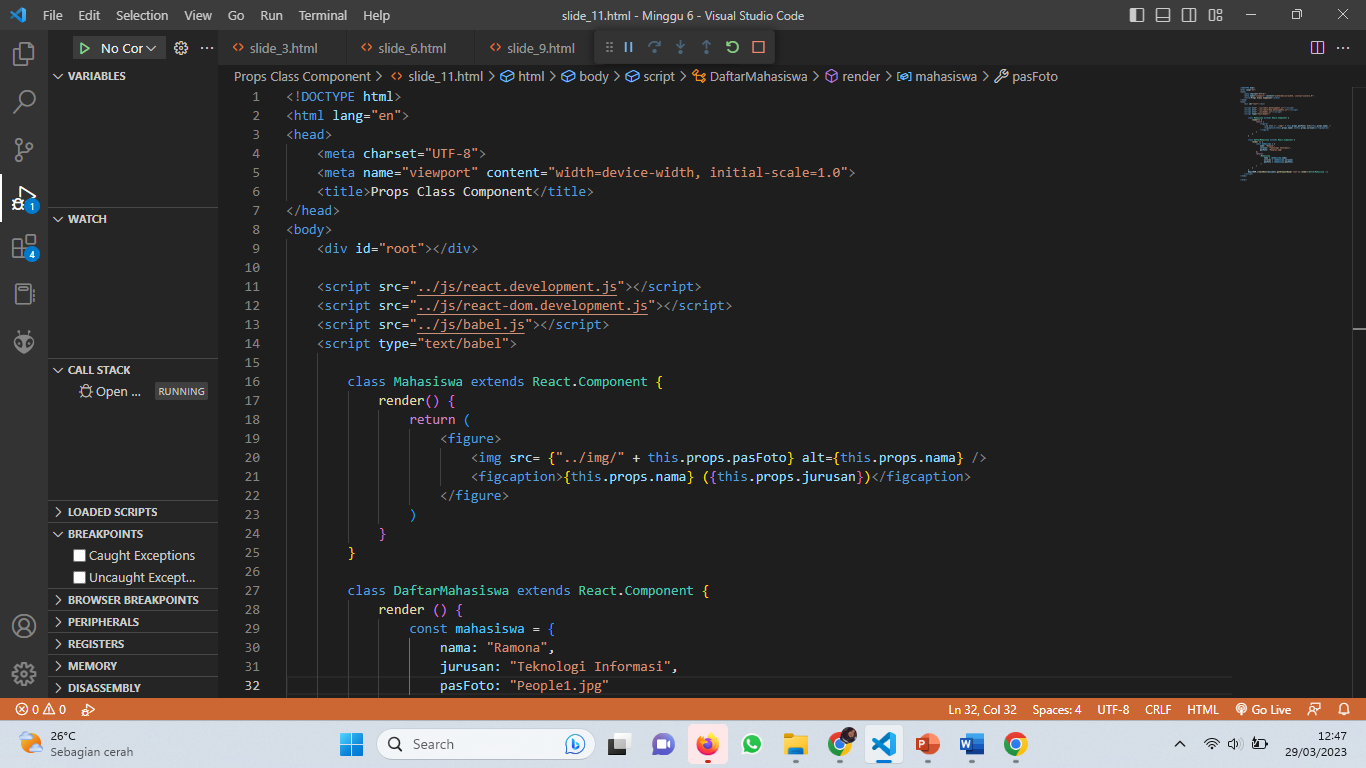 File Edit Selection View Go Run Terminal Help
slide_11.html - Minggu 6 - Visual Studio Code
No Cor
slide_3.html
slide_6.html
slide_9.html
VARIABLES
WATCH
CALL STACK
Open ...
RUNNING
LOADED SCRIPTS
BREAKPOINTS
Caught Exceptions
Uncaught Except...
BROWSER BREAKPOINTS
PERIPHERALS
REGISTERS
MEMORY
DISASSEMBLY
1
4
Props Class Component > slide_11.html > html > body > script > DaftarMahasiswa > render > mahasiswa > pasFoto
1 <!DOCTYPE html>
2 <html lang="en">
3 <head>
4 <meta charset="UTF-8">
5 <meta name="viewport" content="width=device-width, initial-scale=1.0">
6 <title>Props Class Component</title>
7 </head>
8 <body>
9 <div id="root"></div>
10
11 <script src="../js/react.development.js"></script>
12 <script src="../js/react-dom.development.js"></script>
13 <script src="../js/babel.js"></script>
14 <script type="text/babel">
15
16 class Mahasiswa extends React.Component {
17 render() {
18 return (
19 <figure>
20 <img src= {"../img/" + this.props.pasFoto} alt={this.props.nama} />
21 <figcaption>{this.props.nama} ({this.props.jurusan})</figcaption>
22 </figure>
23 )
24 }
25 }
26
27 class DaftarMahasiswa extends React.Component {
28 render () {
29 const mahasiswa = {
30 nama: "Ramona",
31 jurusan: "Teknologi Informasi",
32 pasFoto: "People1.jpg"
0 0
Ln 32, Col 32 Spaces: 4 UTF-8 CRLF HTML Go Live
26°C
Sebagian cerah
Search
12:47
29/03/2023